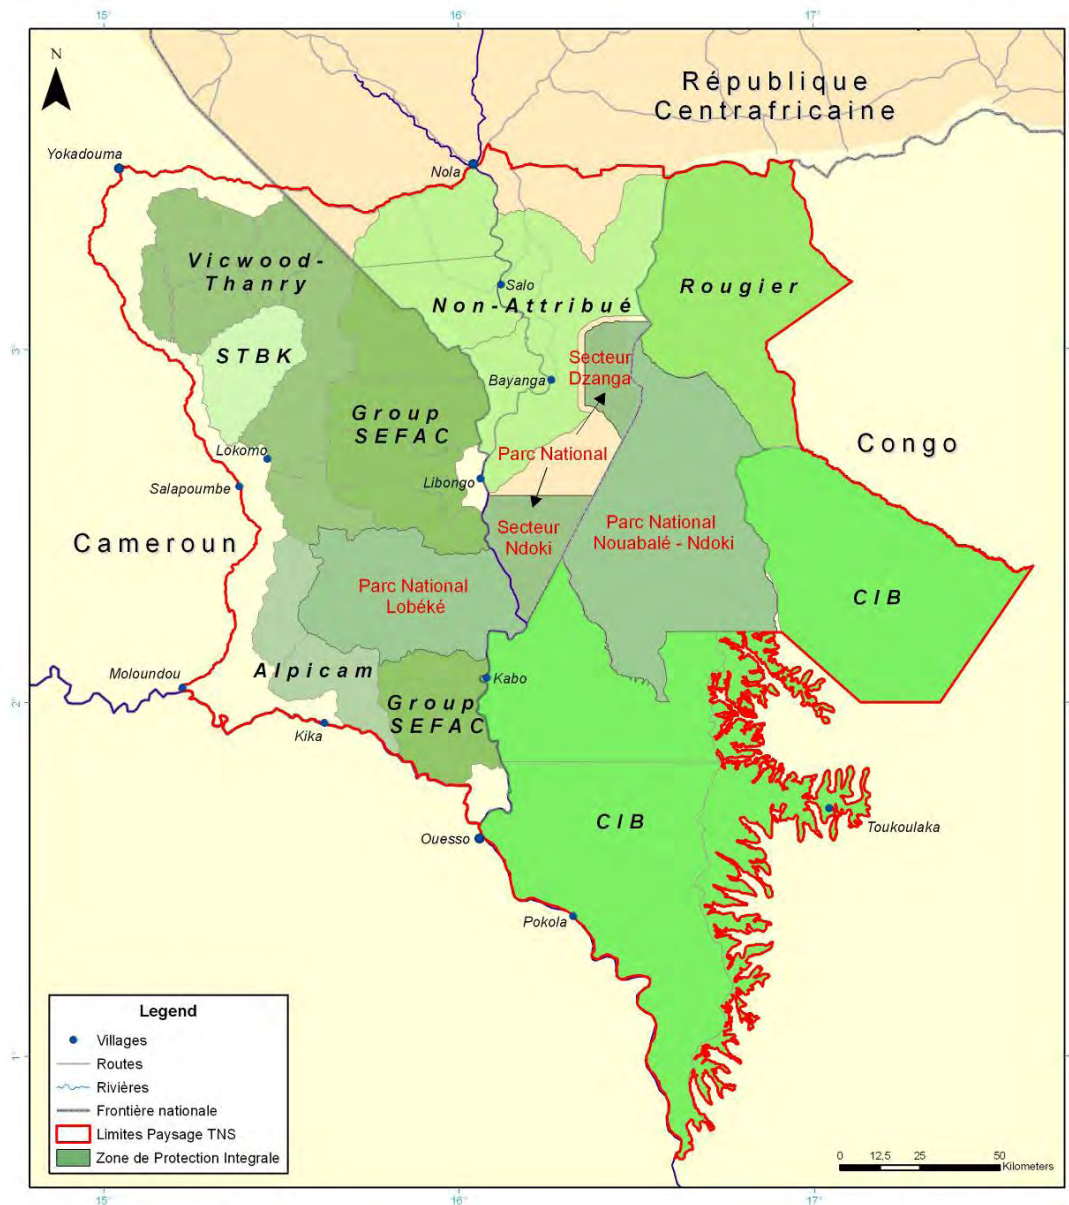 15°
16°
17°
N
République
Centrafricaine
Yokadouma
Nola
Vicwood-
Thanry
Salo
Non-Attribué
Rougier
3°
STBK
Secteur
Dzanga
Bayanga
Group
SEFAC
Congo
Lokomo
Parc National
Libongo
Salapoumbe
Cameroun
Secteur
Ndoki
Parc National
Nouabalé - Ndoki
Parc National
Lobéké
CIB
Moloundou
Alpicam
Kabo
Group
SEFAC
2°
Kika
CIB
Toukoulaka
Ouesso
Pokola
Legend
Villages
Routes
Rivières
Frontière nationale
Limites Paysage TNS
Zone de Protection Integrale
1°
0 12,5 25 50
Kilometers
15°
16°
17°